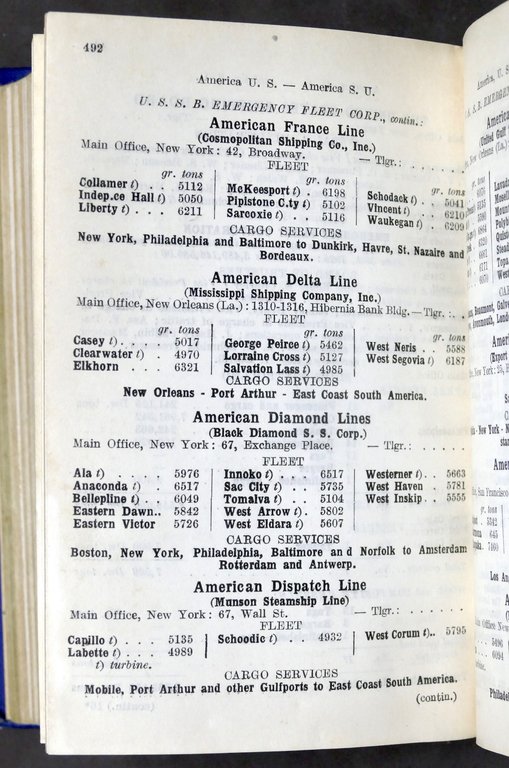 492
America U. S. — America S. U.
U. S. S. B. EMERGENCY FLEET CORP., contin.:
American France Line
(Cosmopolitan Shipping Co., Inc.)
Main Office, New York: 42, Broadway. — Tlgr.: . . . . .
FLEET
gr. tons gr. tons gr. tons
Collamer t) . . 5112 McKeesport t) . 6198 Schodack t) . . 5041
Indep.ce Hall t) 5050 Pipistone C.ty t) 5102 Vincent t) . . . 6210
Liberty t) . . . 6211 Sarcoxie t) . . 5116 Waukegan t) . . 6209
CARGO SERVICES
New York, Philadelphia and Baltimore to Dunkirk, Havre, St. Nazaire and
Bordeaux.
American Delta Line
(Mississippi Shipping Company, Inc.)
Main Office, New Orleans (La.): 1310-1316, Hibernia Bank Bldg. — Tlgr.: . .
FLEET
gr. tons gr. tons gr. tons
Casey t). . . . 5017 George Peirce t) 5462 West Neris . . 5588
Clearwater t) . 4970 Lorraine Cross t) 5127 West Segovia t) 6187
Elkhorn . . . 6321 Salvation Lass t) 4985
CARGO SERVICES
New Orleans - Port Arthur - East Coast South America.
American Diamond Lines
(Black Diamond S. S. Corp.)
Main Office, New York: 67, Exchange Place. — Tlgr.: . . . . .
FLEET
Ala t) . . . . . 5976 Innoko t) . . . 6517 Westerner t) . . 5663
Anaconda t) . . 6517 Sac City t) . . 5735 West Haven . 5781
Bellepline t) . . 6049 Tomalva t) . . 5104 West Inskip . . 5555
Eastern Dawn.. 5842 West Arrow t) . 5802
Eastern Victor 5726 West Eldara t) 5607
CARGO SERVICES
Boston, New York, Philadelphia, Baltimore and Norfolk to Amsterdam
Rotterdam and Antwerp.
American Dispatch Line
(Munson Steamship Line)
Main Office, New York: 67, Wall St. — Tlgr.: . . . . .
FLEET
Capillo t) . . . 5135 Schoodic t) . . . 4932 West Corum t).. 5795
Labette t) . . . 4989
t) turbine.
CARGO SERVICES
Mobile, Port Arthur and other Gulfports to East Coast South America.
(contin.)